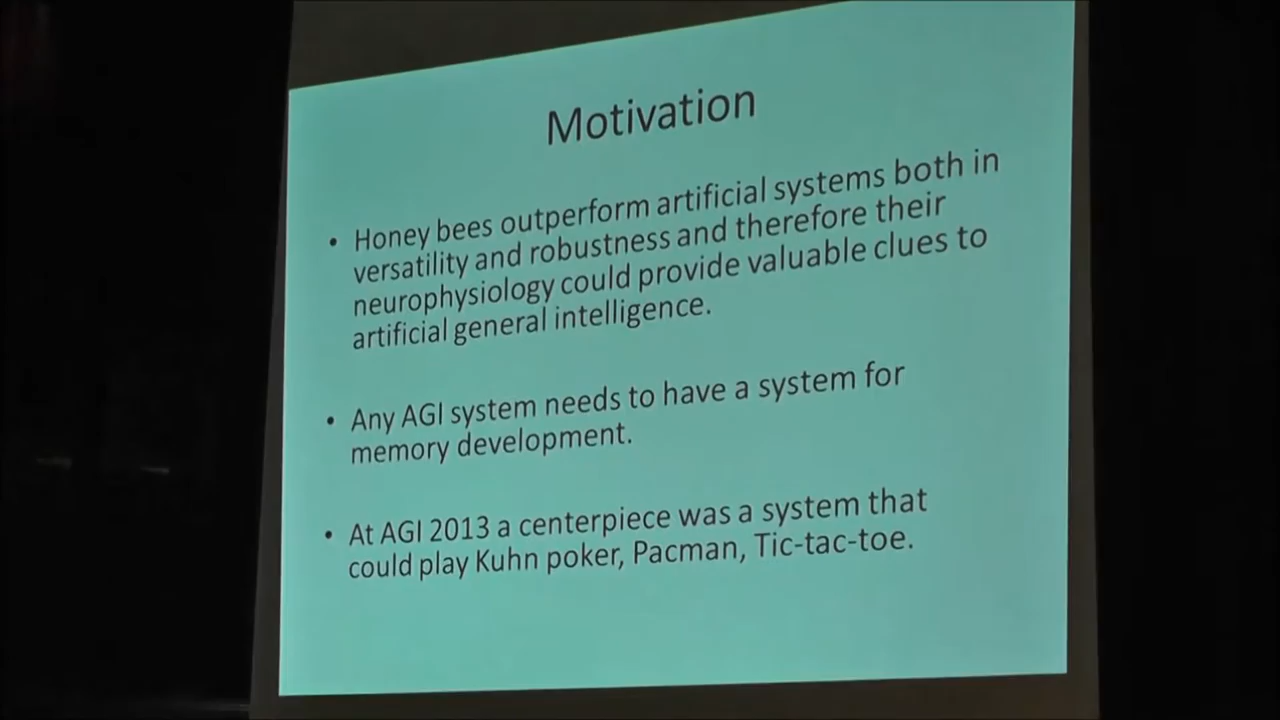 Motivation
• Honey bees outperform artificial systems both in
versatility and robustness and therefore their
neurophysiology could provide valuable clues to
artificial general intelligence.
• Any AGI system needs to have a system for
memory development.
• At AGI 2013 a centerpiece was a system that
could play Kuhn poker, Pacman, Tic-tac-toe.